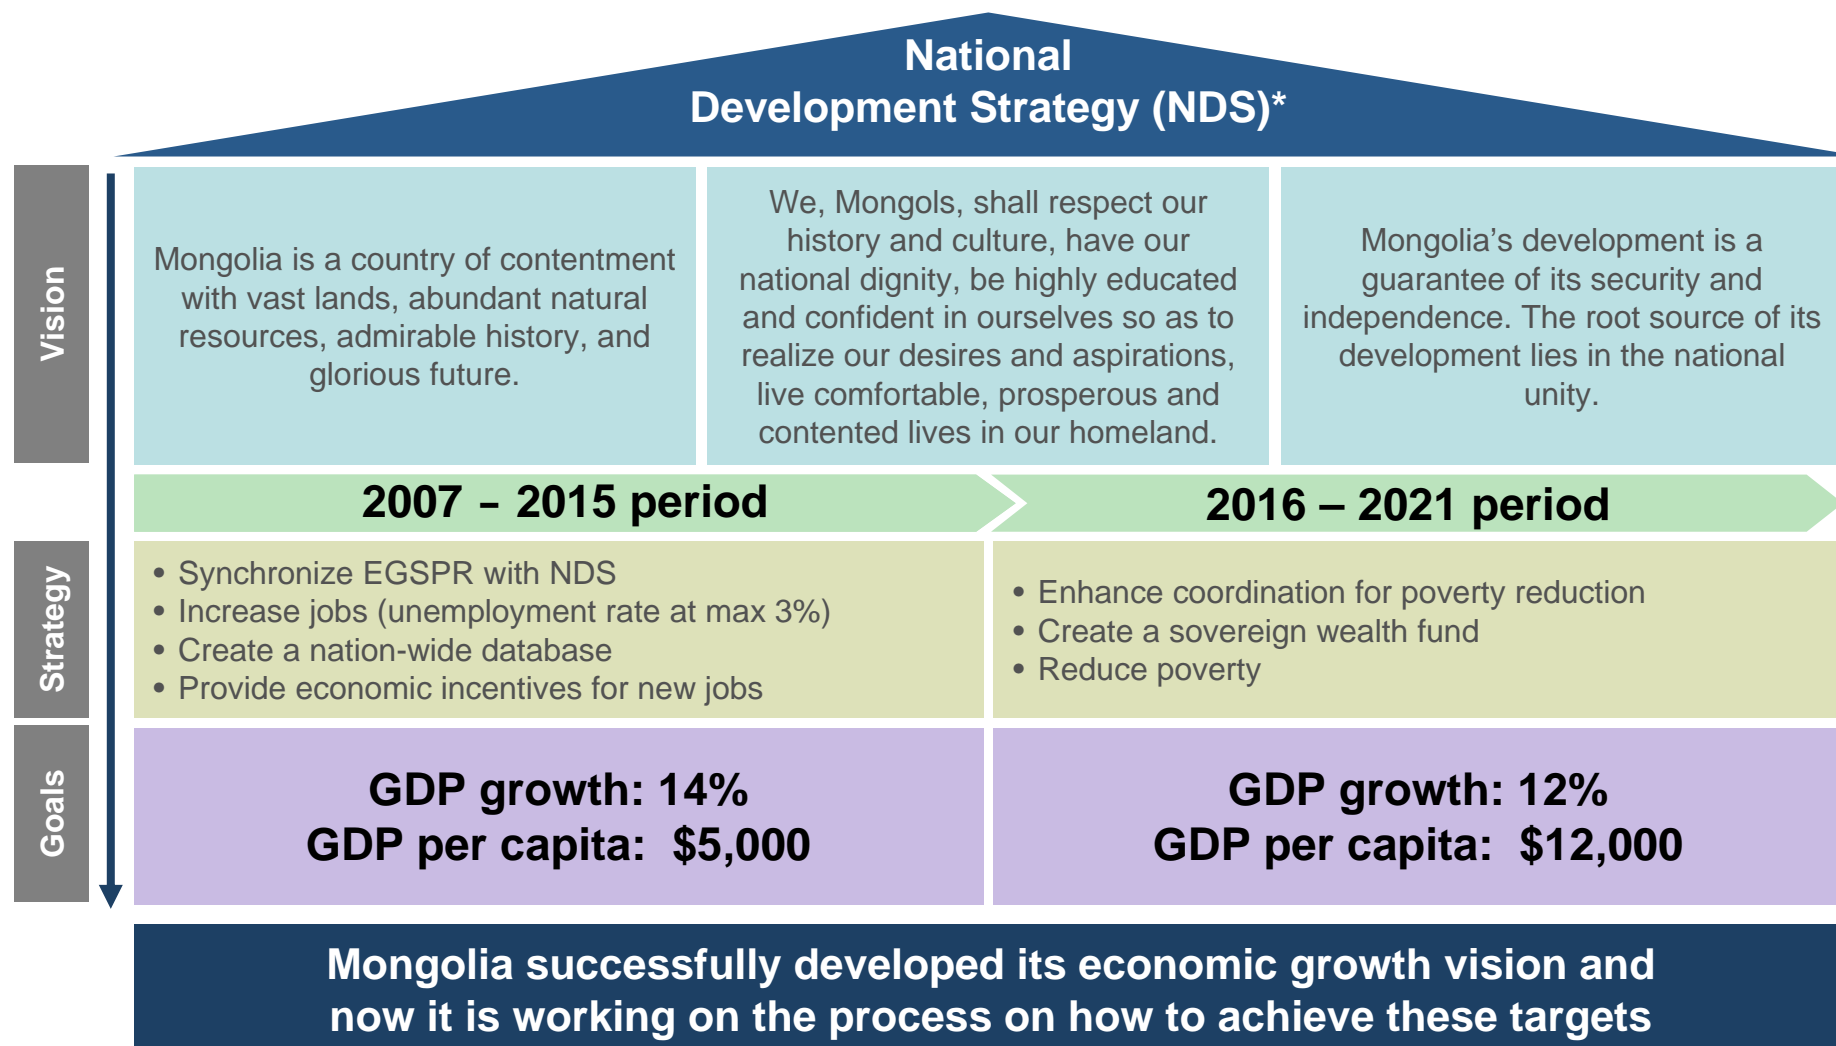 National
Development Strategy (NDS)*
Vision
Mongolia is a country of contentment
with vast lands, abundant natural
resources, admirable history, and
glorious future.
We, Mongols, shall respect our
history and culture, have our
national dignity, be highly educated
and confident in ourselves so as to
realize our desires and aspirations,
live comfortable, prosperous and
contented lives in our homeland.
Mongolia’s development is a
guarantee of its security and
independence. The root source of its
development lies in the national
unity.
2007 – 2015 period
2016 – 2021 period
Strategy
• Synchronize EGSPR with NDS
• Increase jobs (unemployment rate at max 3%)
• Create a nation-wide database
• Provide economic incentives for new jobs
• Enhance coordination for poverty reduction
• Create a sovereign wealth fund
• Reduce poverty
Goals
GDP growth: 14%
GDP per capita: $5,000
GDP growth: 12%
GDP per capita: $12,000
Mongolia successfully developed its economic growth vision and
now it is working on the process on how to achieve these targets